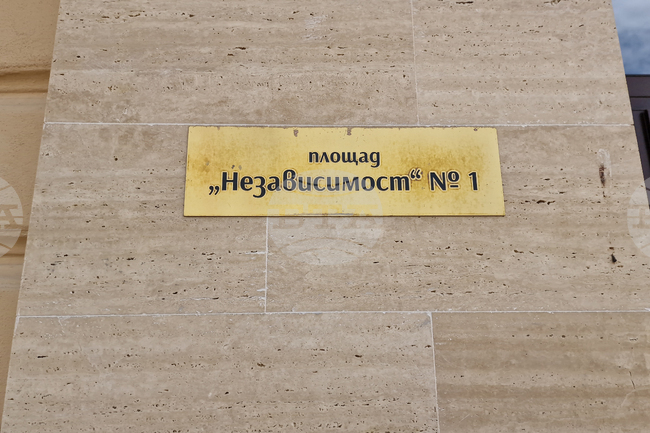 площад
„Независимост“ № 1